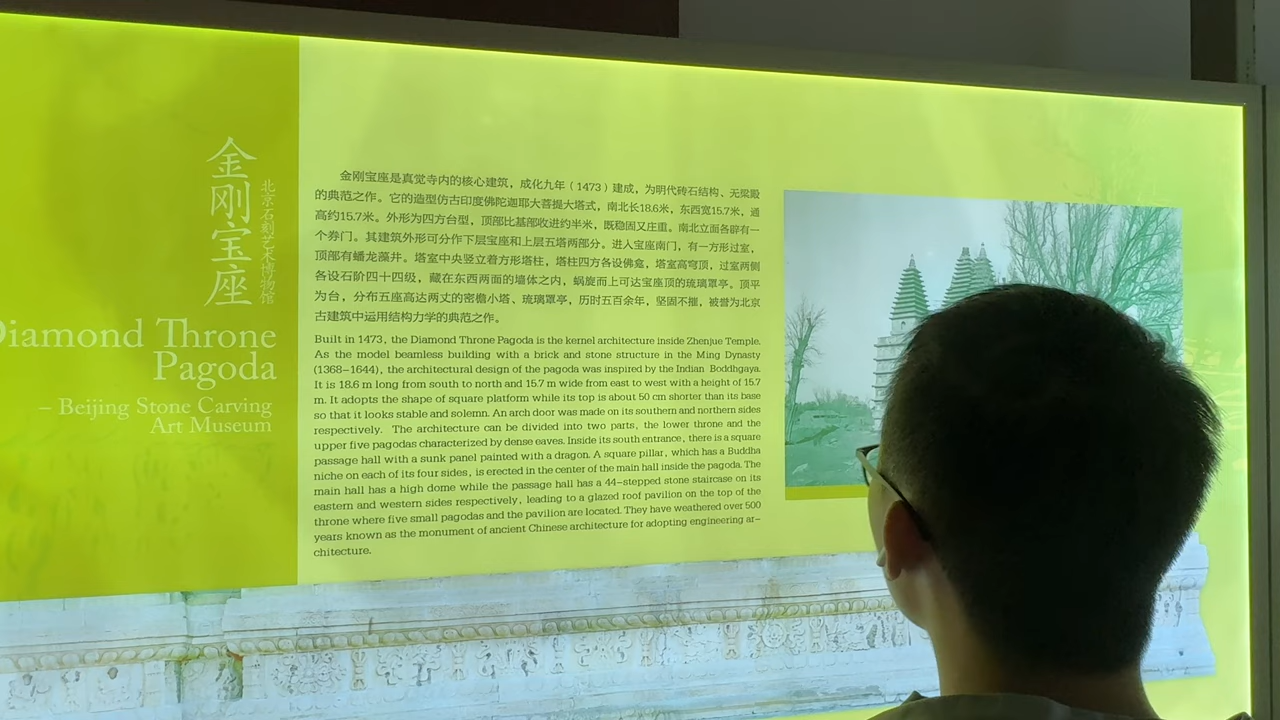 金刚宝座
北京石刻艺术博物馆
Diamond Throne
Pagoda
– Beijing Stone Carving
Art Museum
金刚宝座是真觉寺内的核心建筑，成化九年（1473）建成，为明代砖石结构、无梁殿
的典范之作。它的造型仿古印度佛陀迦耶大菩提大塔式，南北长18.6米，东西宽15.7米，通
高约15.7米。外形为四方台型，顶部比基部收进约半米，既稳固又庄重。南北立面各辟有一
个券门。其建筑外形可分作下层宝座和上层五塔两部分。进入宝座南门，有一方形过室，
顶部有蟠龙藻井。塔室中央竖立着方形塔柱，塔柱四方各设佛龛，塔室高穹顶，过室两侧
各设石阶四十四级，藏在东西两面的墙体之内，蜗旋而上可达宝座顶的琉璃罩亭。顶平
为台，分布五座高达两丈的密檐小塔、琉璃罩亭，历时五百余年，坚固不摧，被誉为北京
古建筑中运用结构力学的典范之作。
Built in 1473, the Diamond Throne Pagoda is the kernel architecture inside Zhenjue Temple.
As the model beamless building with a brick and stone structure in the Ming Dynasty
(1368–1644), the architectural design of the pagoda was inspired by the Indian Boddhgaya.
It is 18.6 m long from south to north and 15.7 m wide from east to west with a height of 15.7
m. It adopts the shape of square platform while its top is about 50 cm shorter than its base
so that it looks stable and solemn. An arch door was made on its southern and northern sides
respectively. The architecture can be divided into two parts, the lower throne and the
upper five pagodas characterized by dense eaves. Inside its south entrance, there is a square
passage hall with a sunk panel painted with a dragon. A square pillar, which has a Buddha
niche on each of its four sides, is erected in the center of the main hall inside the pagoda. The
main hall has a high dome while the passage hall has a 44–stepped stone staircase on its
eastern and western sides respectively, leading to a glazed roof pavilion on the top of the
throne where five small pagodas and the pavilion are located. They have weathered over 500
years known as the monument of ancient Chinese architecture for adopting engineering ar–
chitecture.